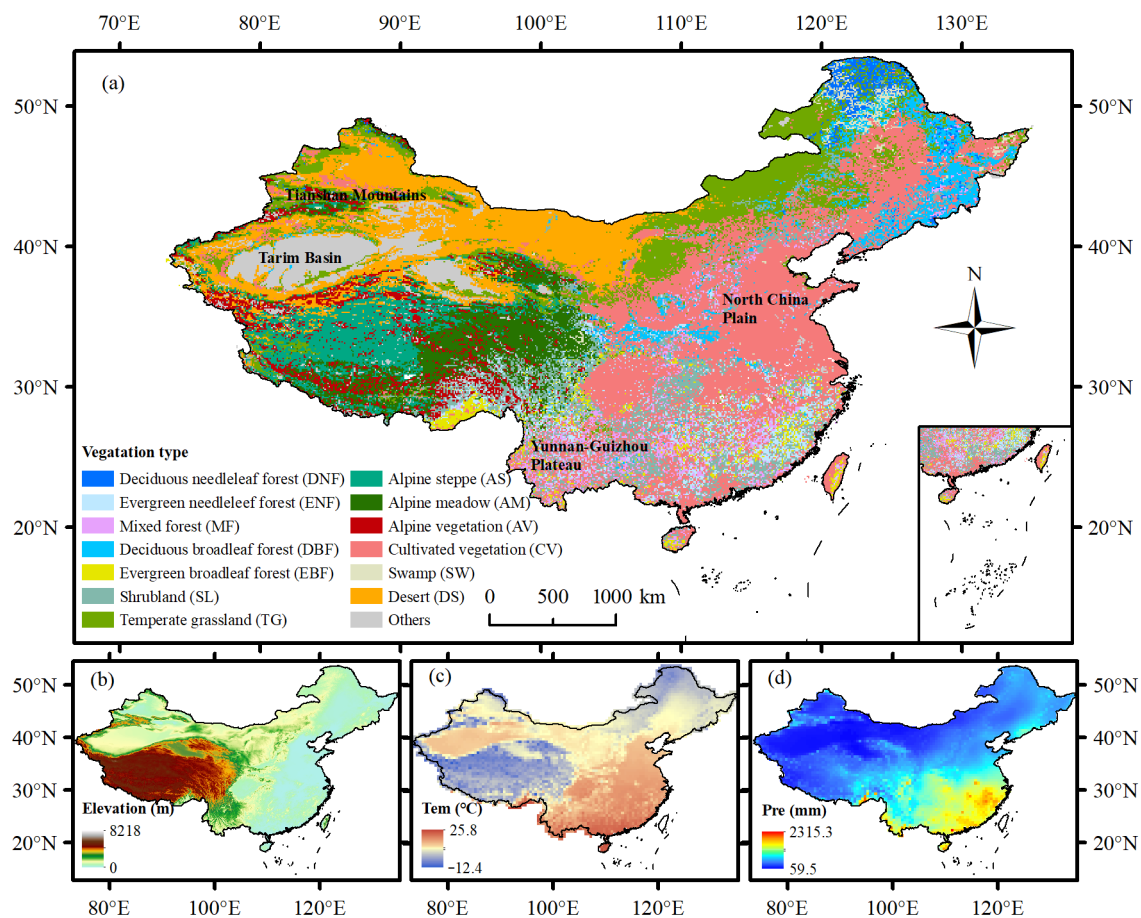 70°E 80°E 90°E 100°E 110°E 120°E 130°E
(a)
50°N 50°N
Tianshan Mountains
40°N 40°N
Tarim Basin
North China
Plain
N
30°N 30°N
Yunnan-Guizhou
Plateau
Vegatation type
Deciduous needleleaf forest (DNF) Alpine steppe (AS)
Evergreen needleleaf forest (ENF) Alpine meadow (AM)
Mixed forest (MF) Alpine vegetation (AV)
Deciduous broadleaf forest (DBF) Cultivated vegetation (CV)
Evergreen broadleaf forest (EBF) Swamp (SW)
Shrubland (SL) Desert (DS)
Temperate grassland (TG) Others
20°N 20°N
0 500 1000 km
(b) (c) (d)
50°N 50°N
40°N 40°N
30°N 30°N
20°N 20°N
Elevation (m) Tem (℃) Pre (mm)
8218 25.8 2315.3
0 −12.4 59.5
80°E 100°E 120°E 80°E 100°E 120°E 80°E 100°E 120°E